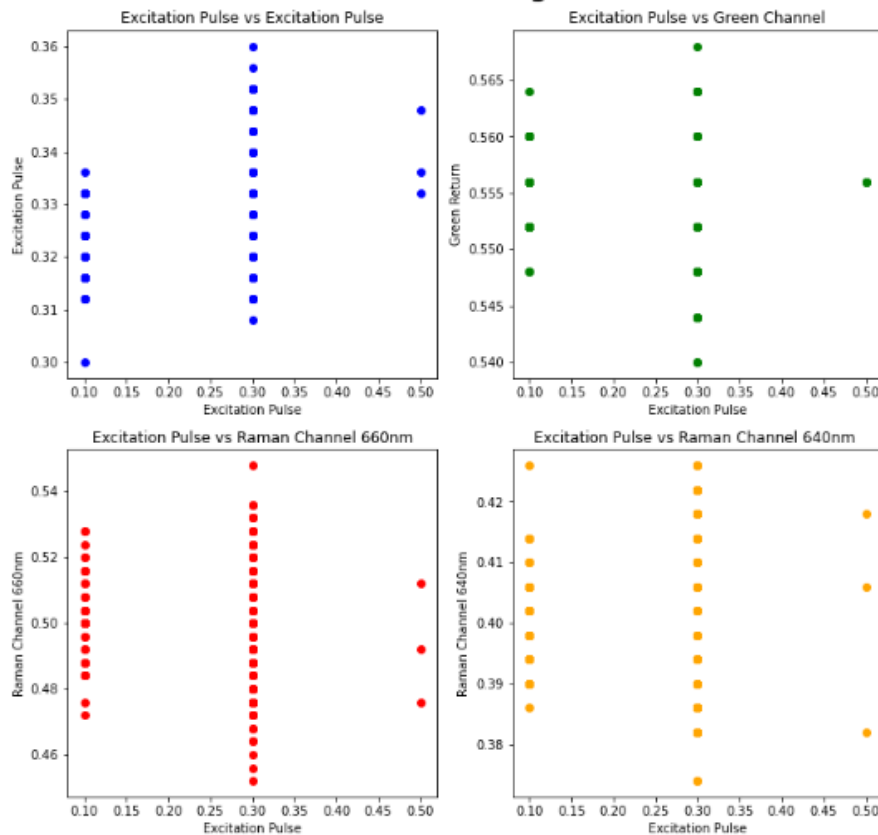 Excitation Pulse vs Excitation Pulse
0.36
0.35
0.34
0.33
0.32
0.31
0.30
Excitation Pulse
0.10 0.15 0.20 0.25 0.30 0.35 0.40 0.45 0.50
Excitation Pulse
Excitation Pulse vs Green Channel
0.565
0.560
0.555
0.550
0.545
0.540
Green Return
0.10 0.15 0.20 0.25 0.30 0.35 0.40 0.45 0.50
Excitation Pulse
Excitation Pulse vs Raman Channel 660nm
0.54
0.52
0.50
0.48
0.46
Raman Channel 660nm
0.10 0.15 0.20 0.25 0.30 0.35 0.40 0.45 0.50
Excitation Pulse
Excitation Pulse vs Raman Channel 640nm
0.42
0.41
0.40
0.39
0.38
Raman Channel 640nm
0.10 0.15 0.20 0.25 0.30 0.35 0.40 0.45 0.50
Excitation Pulse